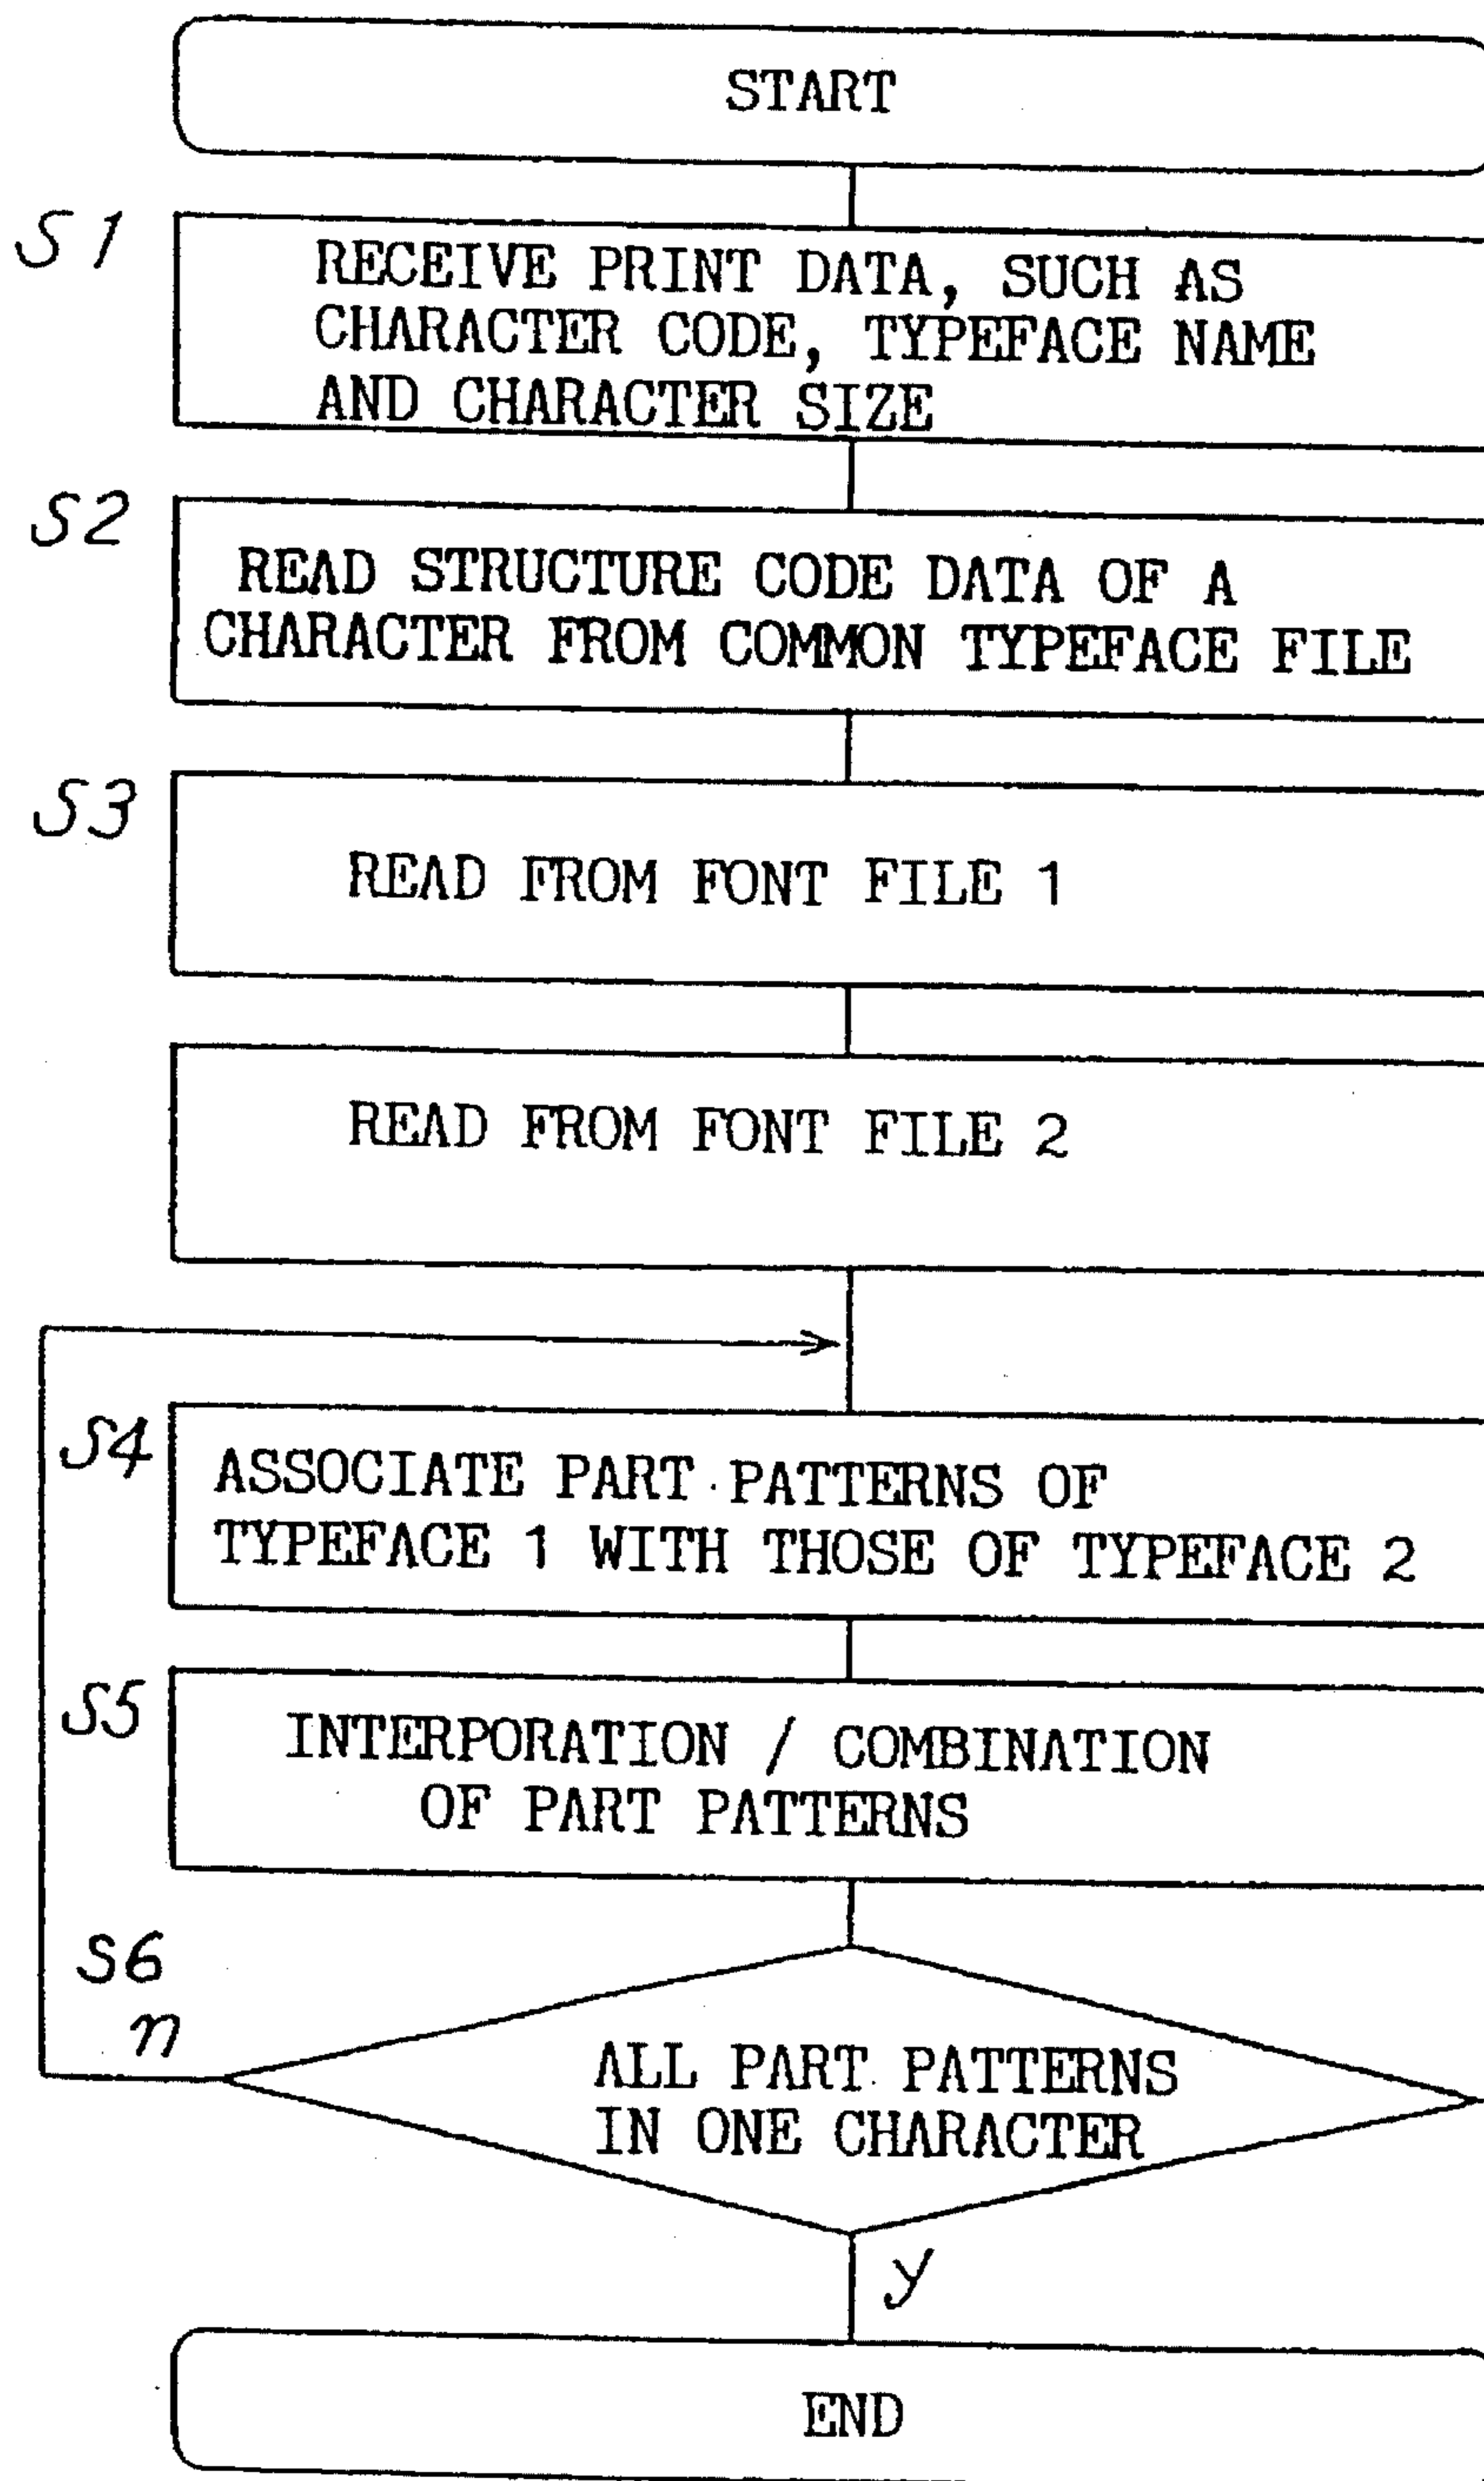 START
S1
RECEIVE PRINT DATA, SUCH AS
CHARACTER CODE, TYPEFACE NAME
AND CHARACTER SIZE
S2
READ STRUCTURE CODE DATA OF A
CHARACTER FROM COMMON TYPEFACE FILE
S3
READ FROM FONT FILE 1
READ FROM FONT FILE 2
S4
ASSOCIATE PART PATTERNS OF
TYPEFACE 1 WITH THOSE OF TYPEFACE 2
S5
INTERPORATION / COMBINATION
OF PART PATTERNS
S6
n
ALL PART PATTERNS
IN ONE CHARACTER
y
END